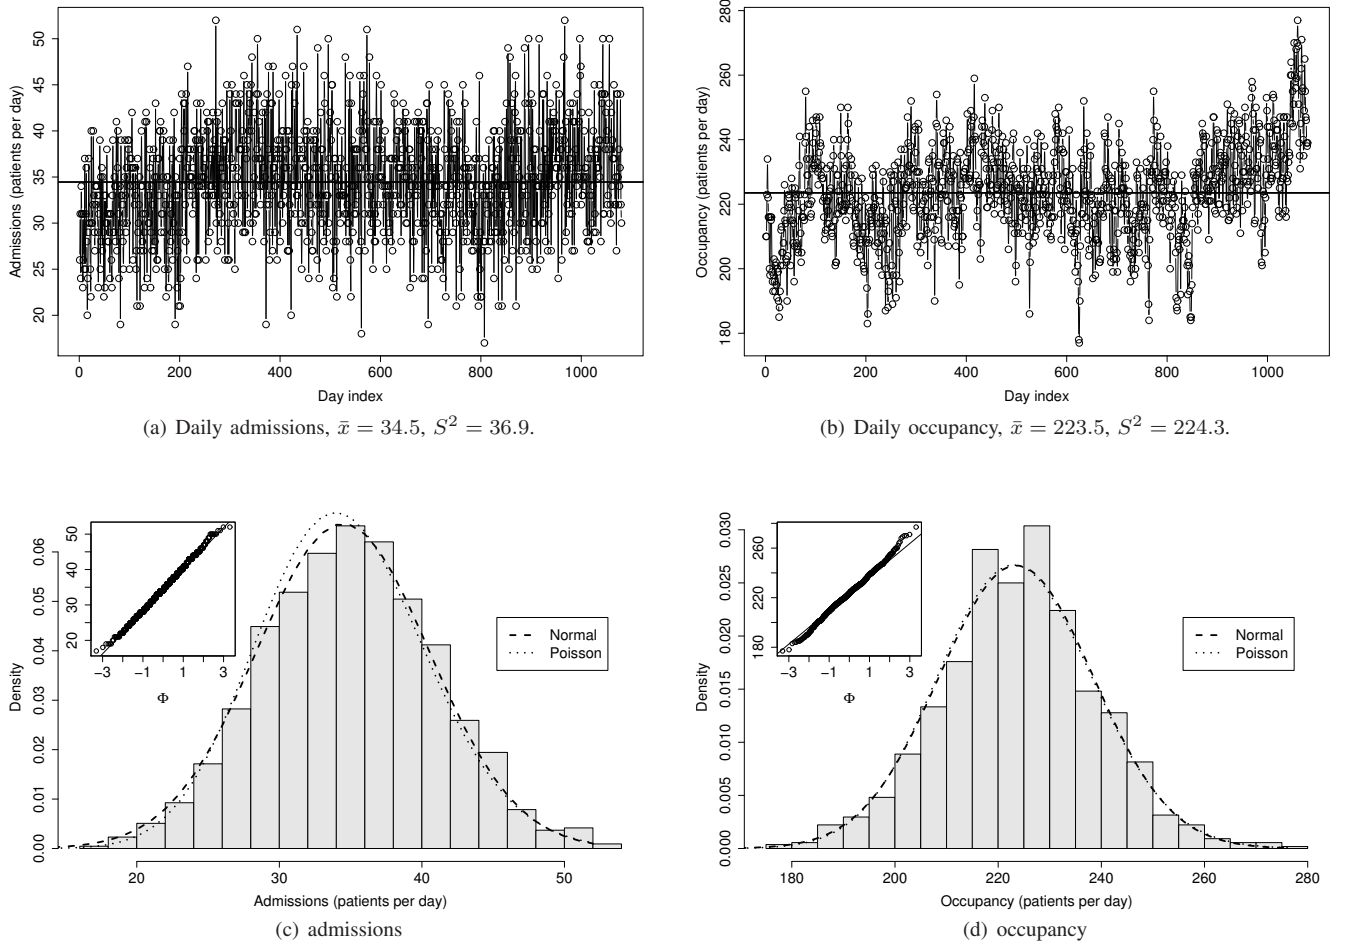 Admissions (patients per day)
20 25 30 35 40 45 50
0 200 400 600 800 1000
Day index
(a) Daily admissions, x̄ = 34.5, S² = 36.9.
Occupancy (patients per day)
180 200 220 240 260 280
0 200 400 600 800 1000
Day index
(b) Daily occupancy, x̄ = 223.5, S² = 224.3.
Density
0.00 0.01 0.02 0.03 0.04 0.05 0.06
20 30 40 50
−3 −1 1 3
Φ
Normal
Poisson
20 30 40 50
Admissions (patients per day)
(c) admissions
Density
0.000 0.005 0.010 0.015 0.020 0.025 0.030
180 220 260
−3 −1 1 3
Φ
Normal
Poisson
180 200 220 240 260 280
Occupancy (patients per day)
(d) occupancy